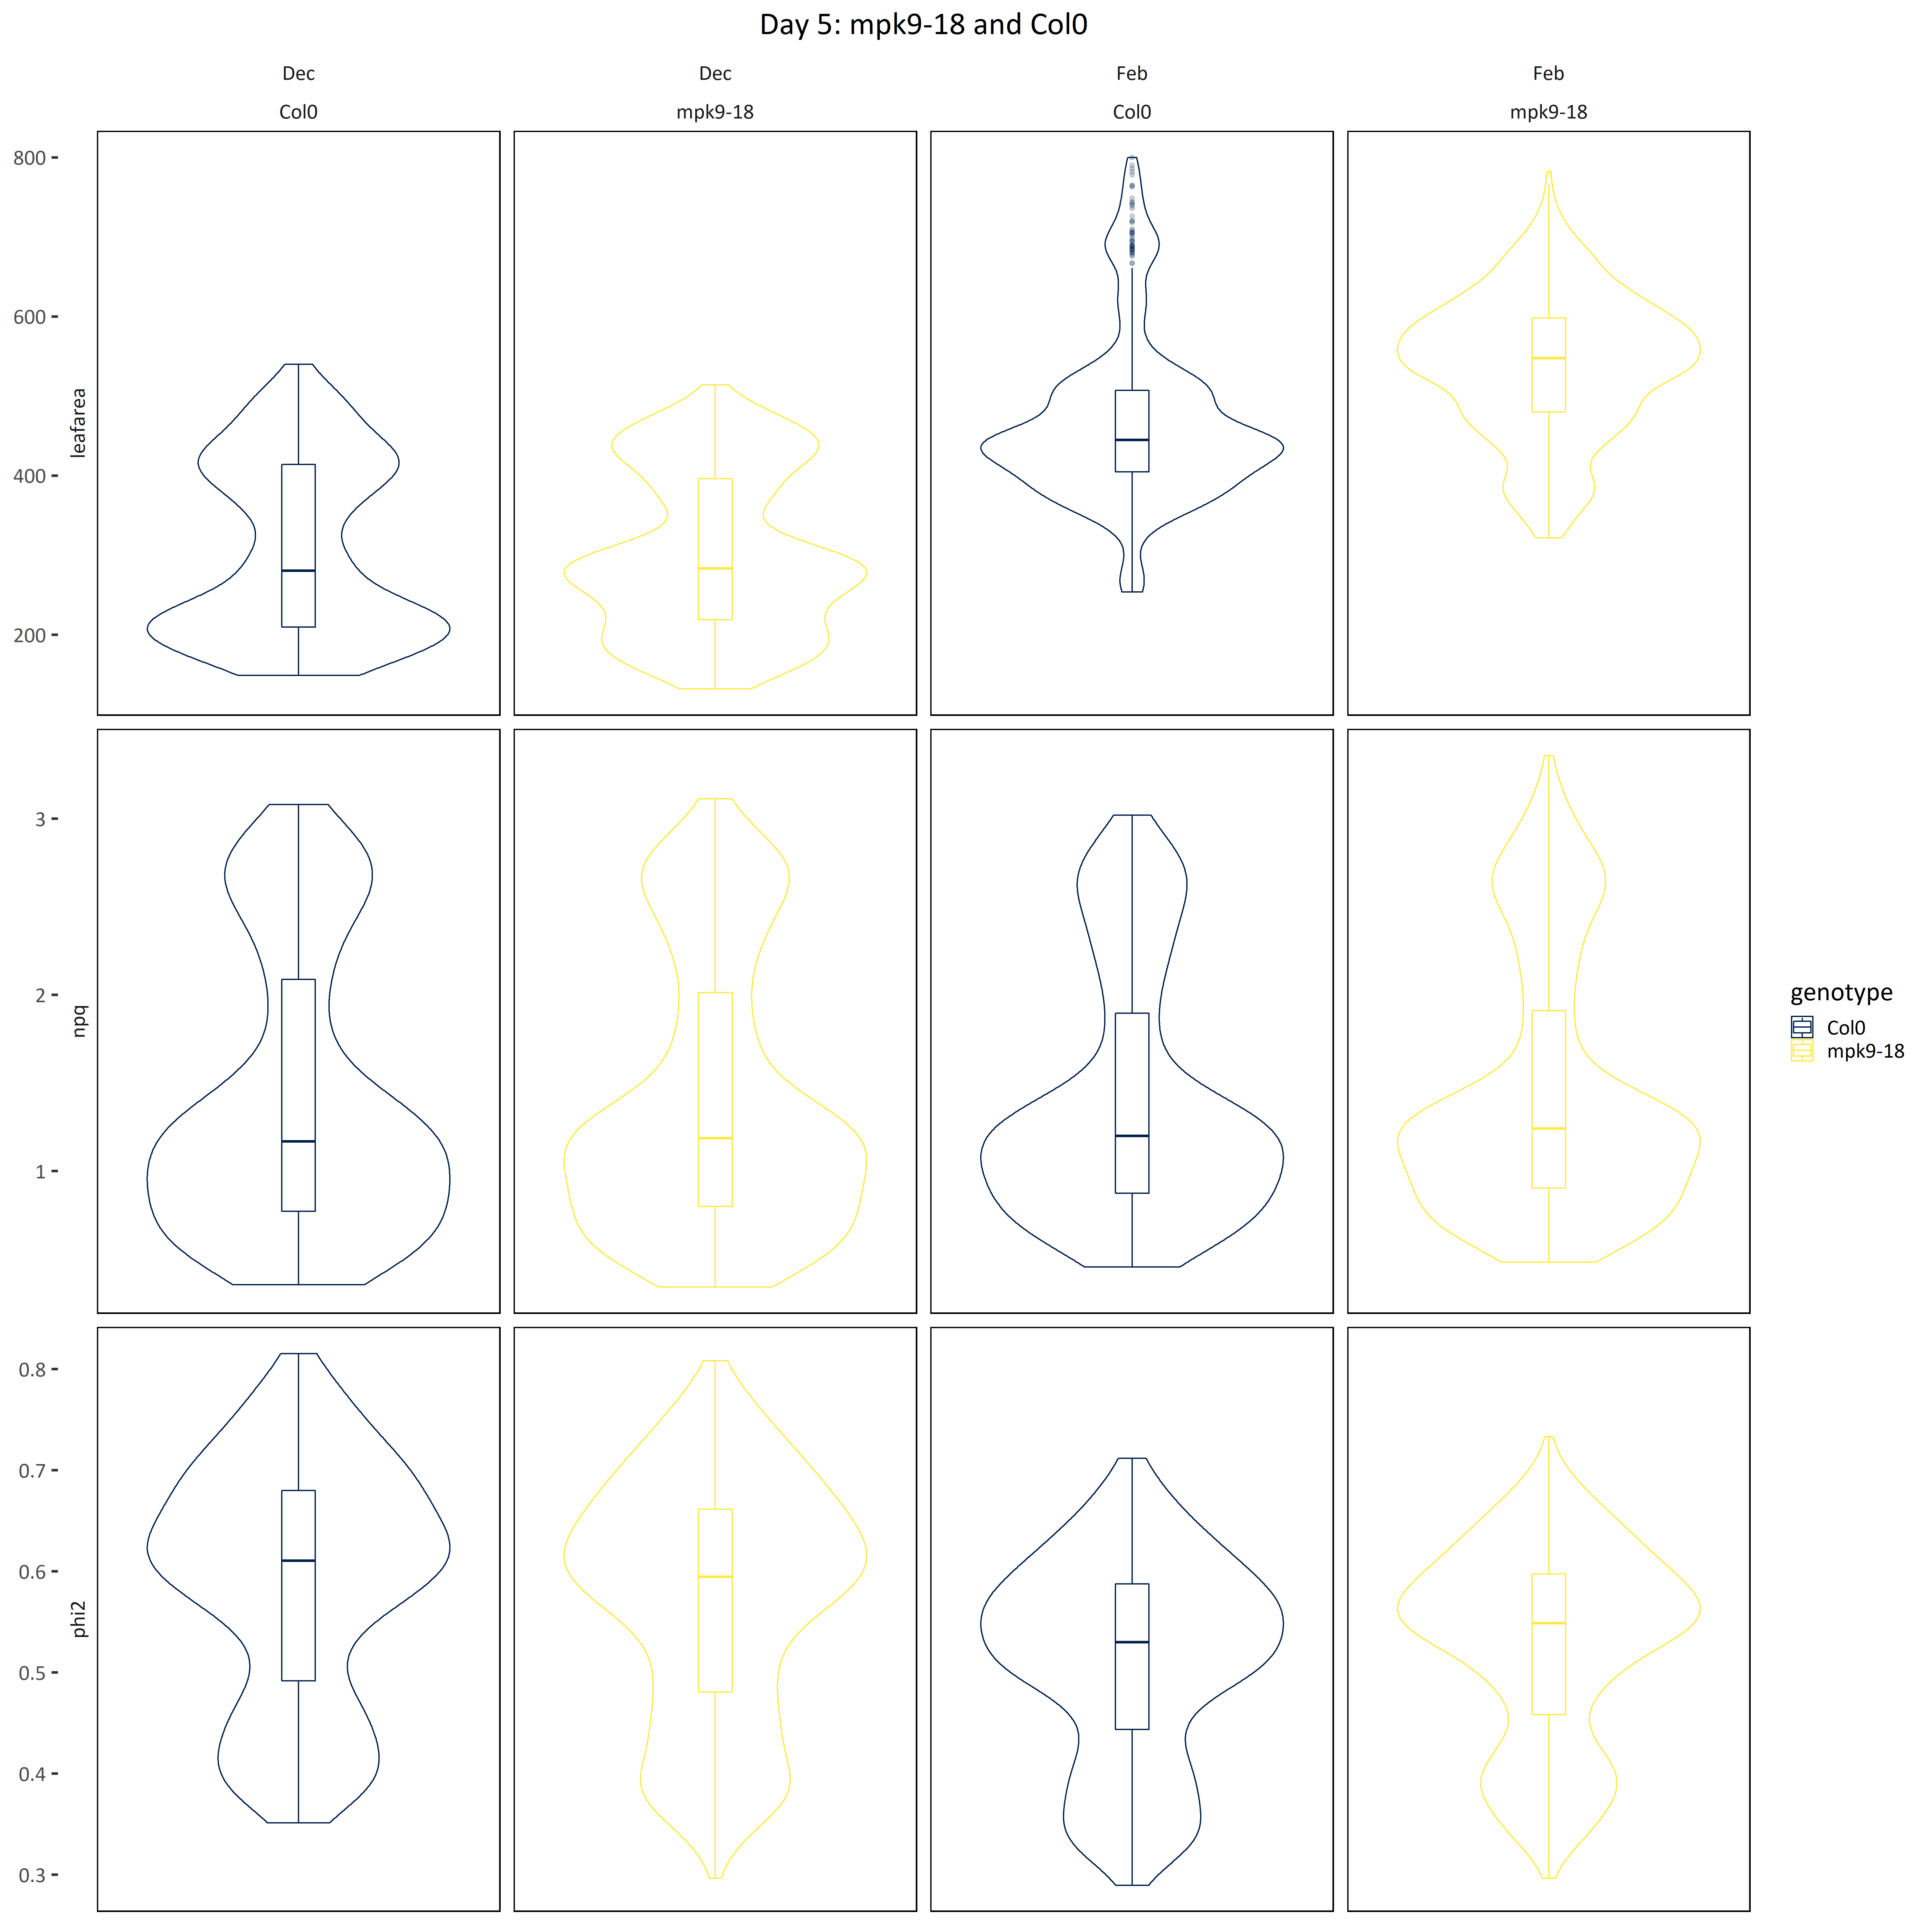 Day 5: mpk9-18 and Col0
Dec Dec Feb Feb
Col0 mpk9-18 Col0 mpk9-18
800
600
400
200
leafarea
3
2
1
npq
0.8
0.7
0.6
0.5
0.4
0.3
phi2
genotype
Col0
mpk9-18